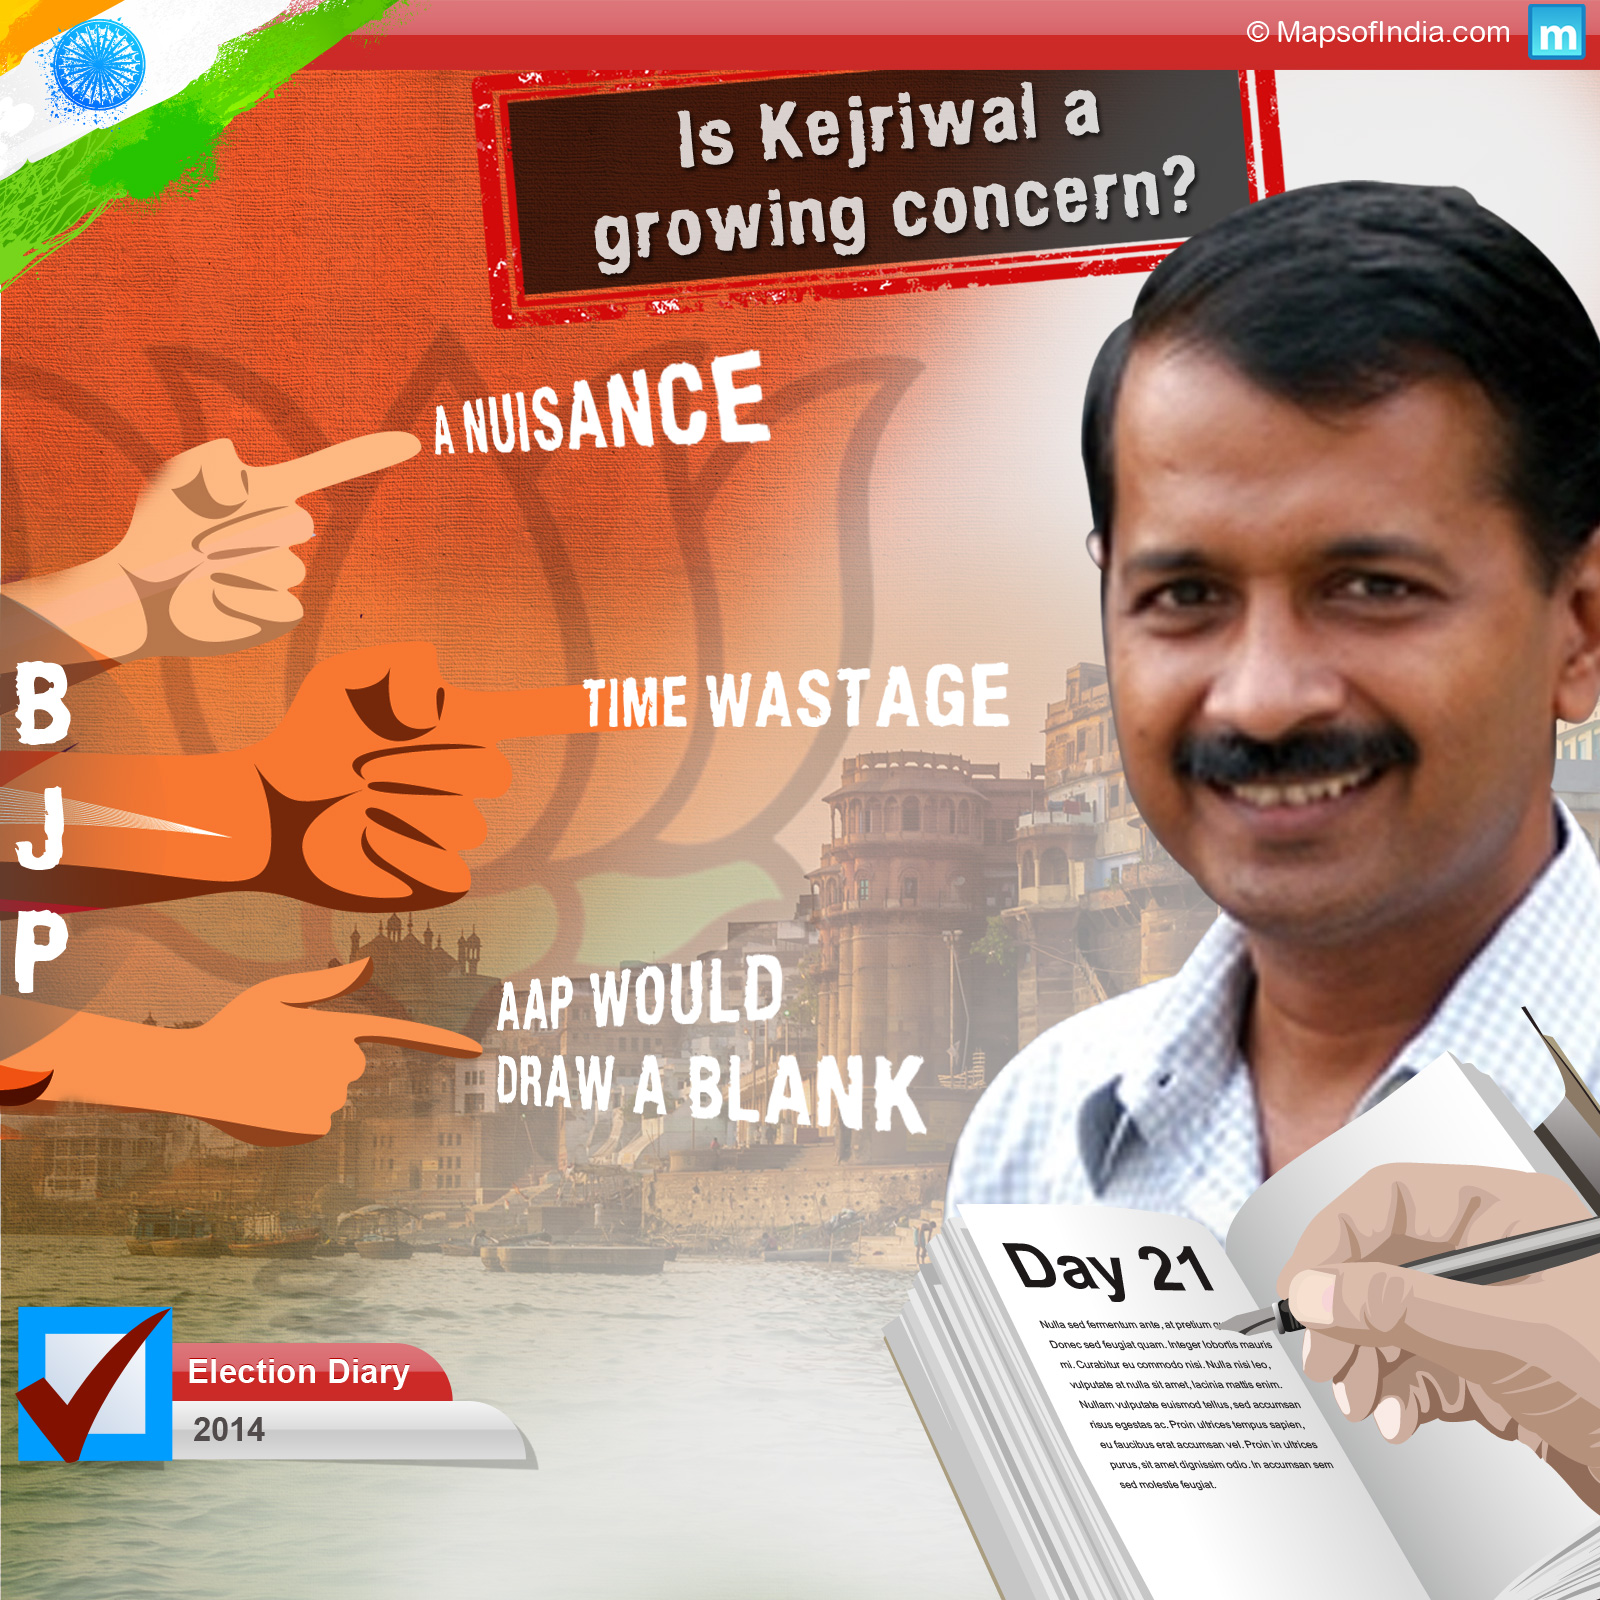 © MapsofIndia.com
m
Is Kejriwal a
growing concern?
A NUISANCE
B
J
P
TIME WASTAGE
AAP WOULD
DRAW A BLANK
Day 21
Nulla sed fermentum ante, at pretium
Donec sed feugiat quam. Integer lobortis mauris
mi. Curabitur eu commodo nisi. Nulla nisi leo,
vulputate at nulla sit amet, lacinia mattis enim.
Nullam vulputate euismod tellus, sed accumsan
risus egestas ac. Proin ultrices tempus sapien,
eu faucibus erat accumsan vel. Proin in ultrices
purus, sit amet dignissim odio. In accumsan sem
sed molestie feugiat.
Election Diary
2014